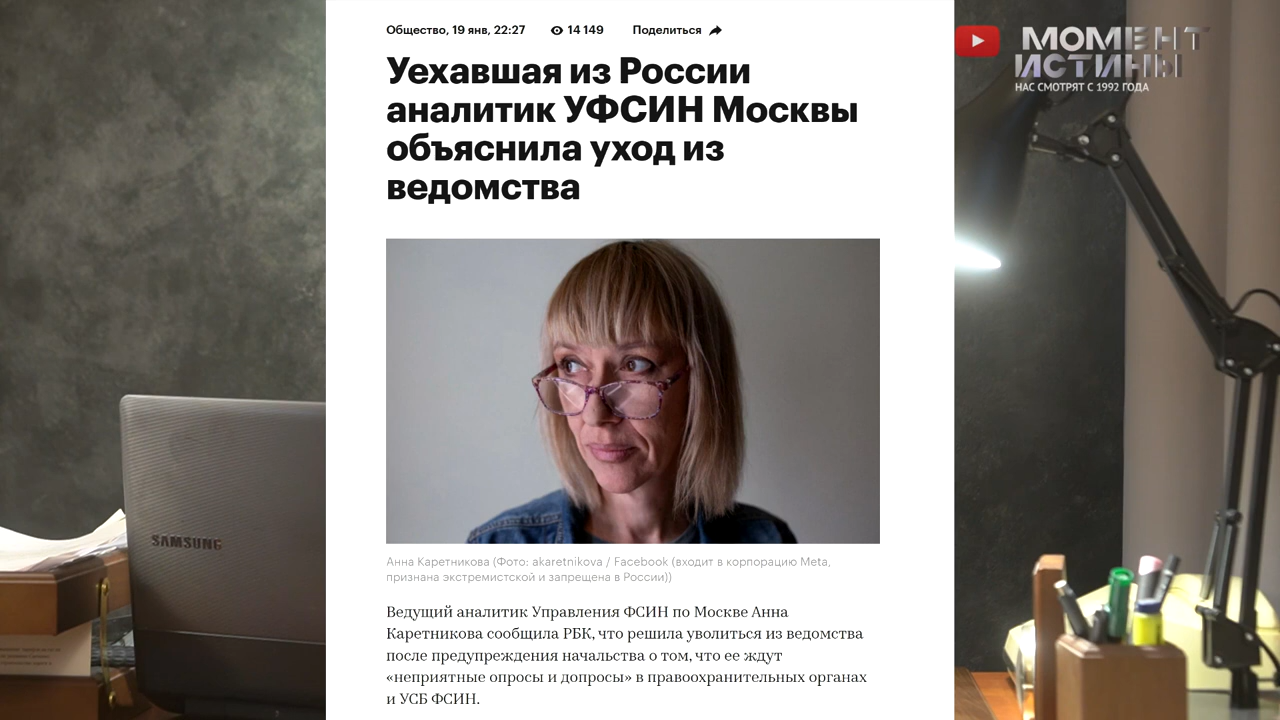 Общество, 19 янв, 22:27 14 149 Поделиться
Уехавшая из России
аналитик УФСИН Москвы
объяснила уход из
ведомства
МОМЕНТ
ИСТИНЫ
НАС СМОТРЯТ С 1992 ГОДА
SAMSUNG
Анна Каретникова (Фото: akaretnikova / Facebook (входит в корпорацию Meta,
признана экстремистской и запрещена в России))
Ведущий аналитик Управления ФСИН по Москве Анна
Каретникова сообщила РБК, что решила уволиться из ведомства
после предупреждения начальства о том, что ее ждут
«неприятные опросы и допросы» в правоохранительных органах
и УСБ ФСИН.